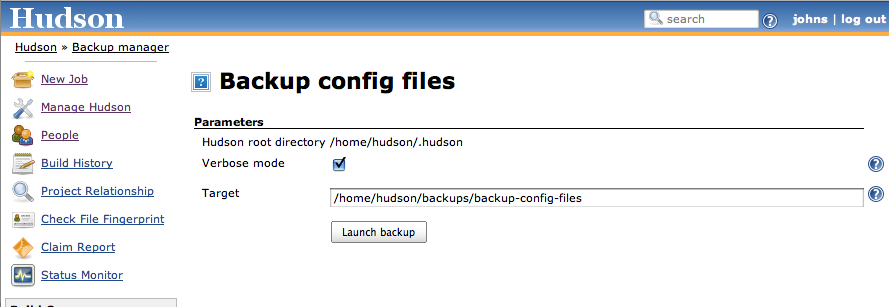 Hudson
search
johns | log out
Hudson » Backup manager
New Job
Manage Hudson
People
Build History
Project Relationship
Check File Fingerprint
Claim Report
Status Monitor
Backup config files
Parameters
Hudson root directory /home/hudson/.hudson
Verbose mode
Target /home/hudson/backups/backup-config-files
Launch backup